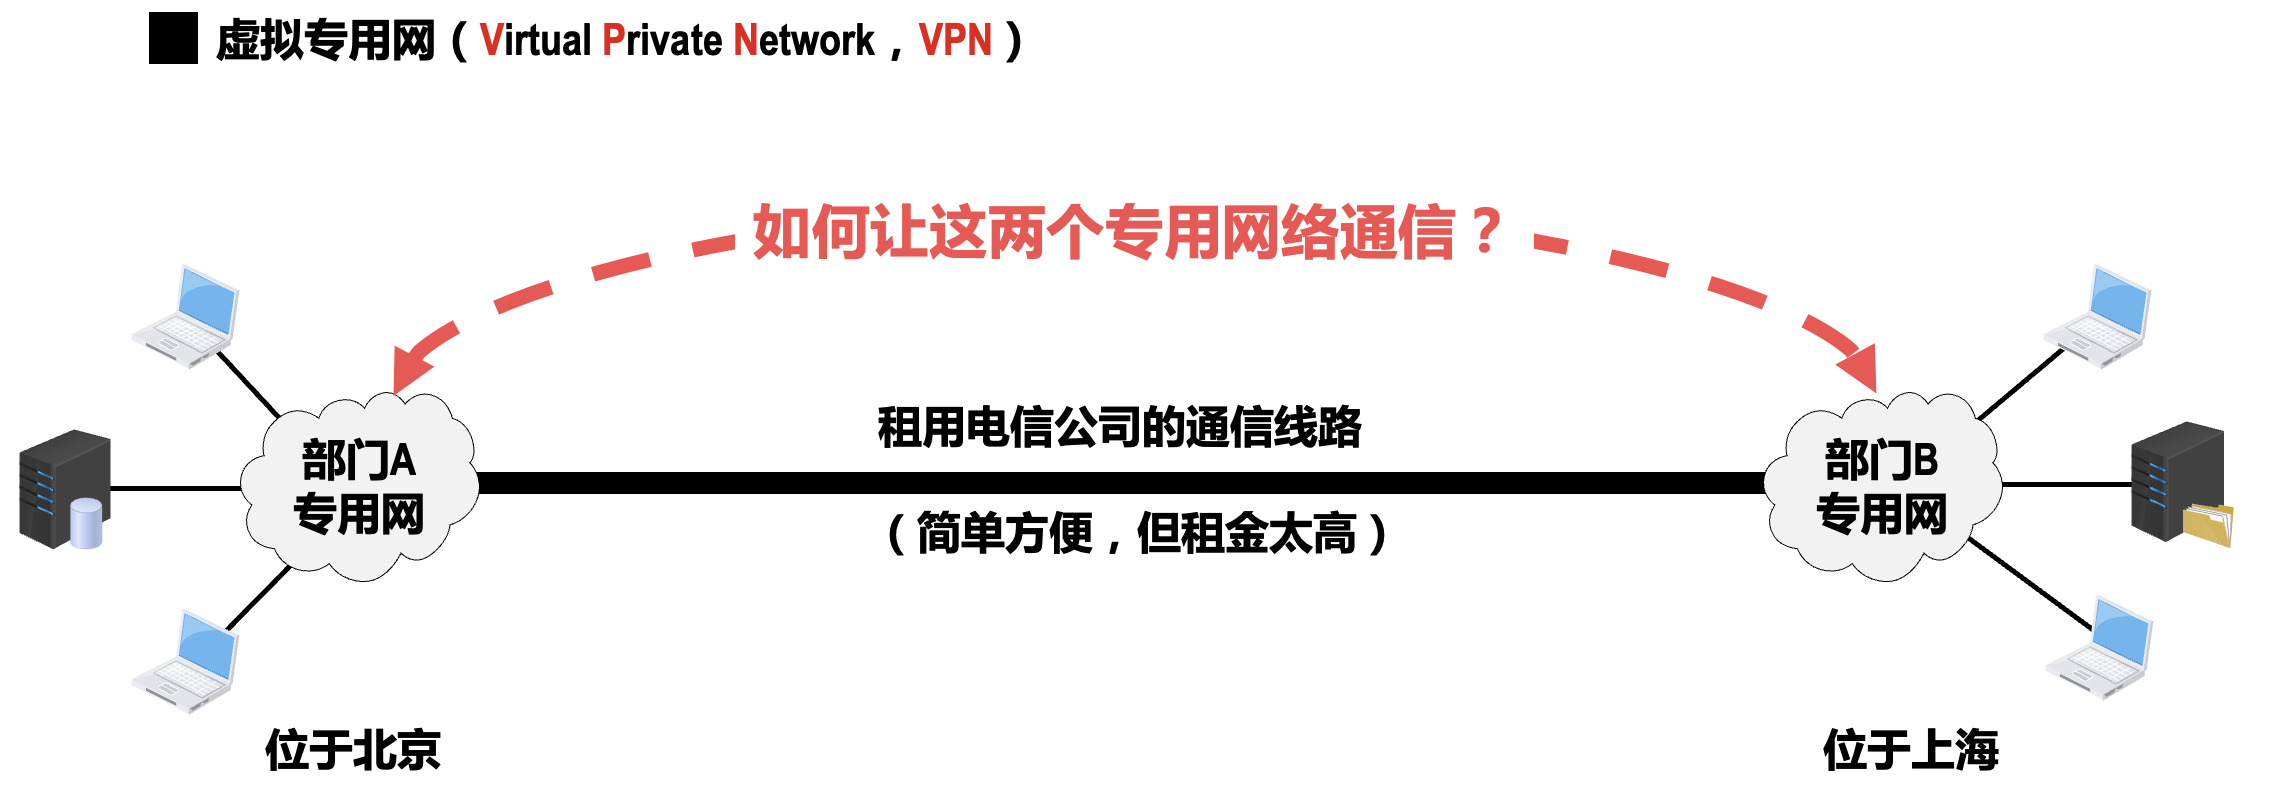 虚拟专用网（Virtual Private Network，VPN）
如何让这两个专用网络通信？
租用电信公司的通信线路
（简单方便，但租金太高）
部门A
专用网
部门B
专用网
位于北京
位于上海